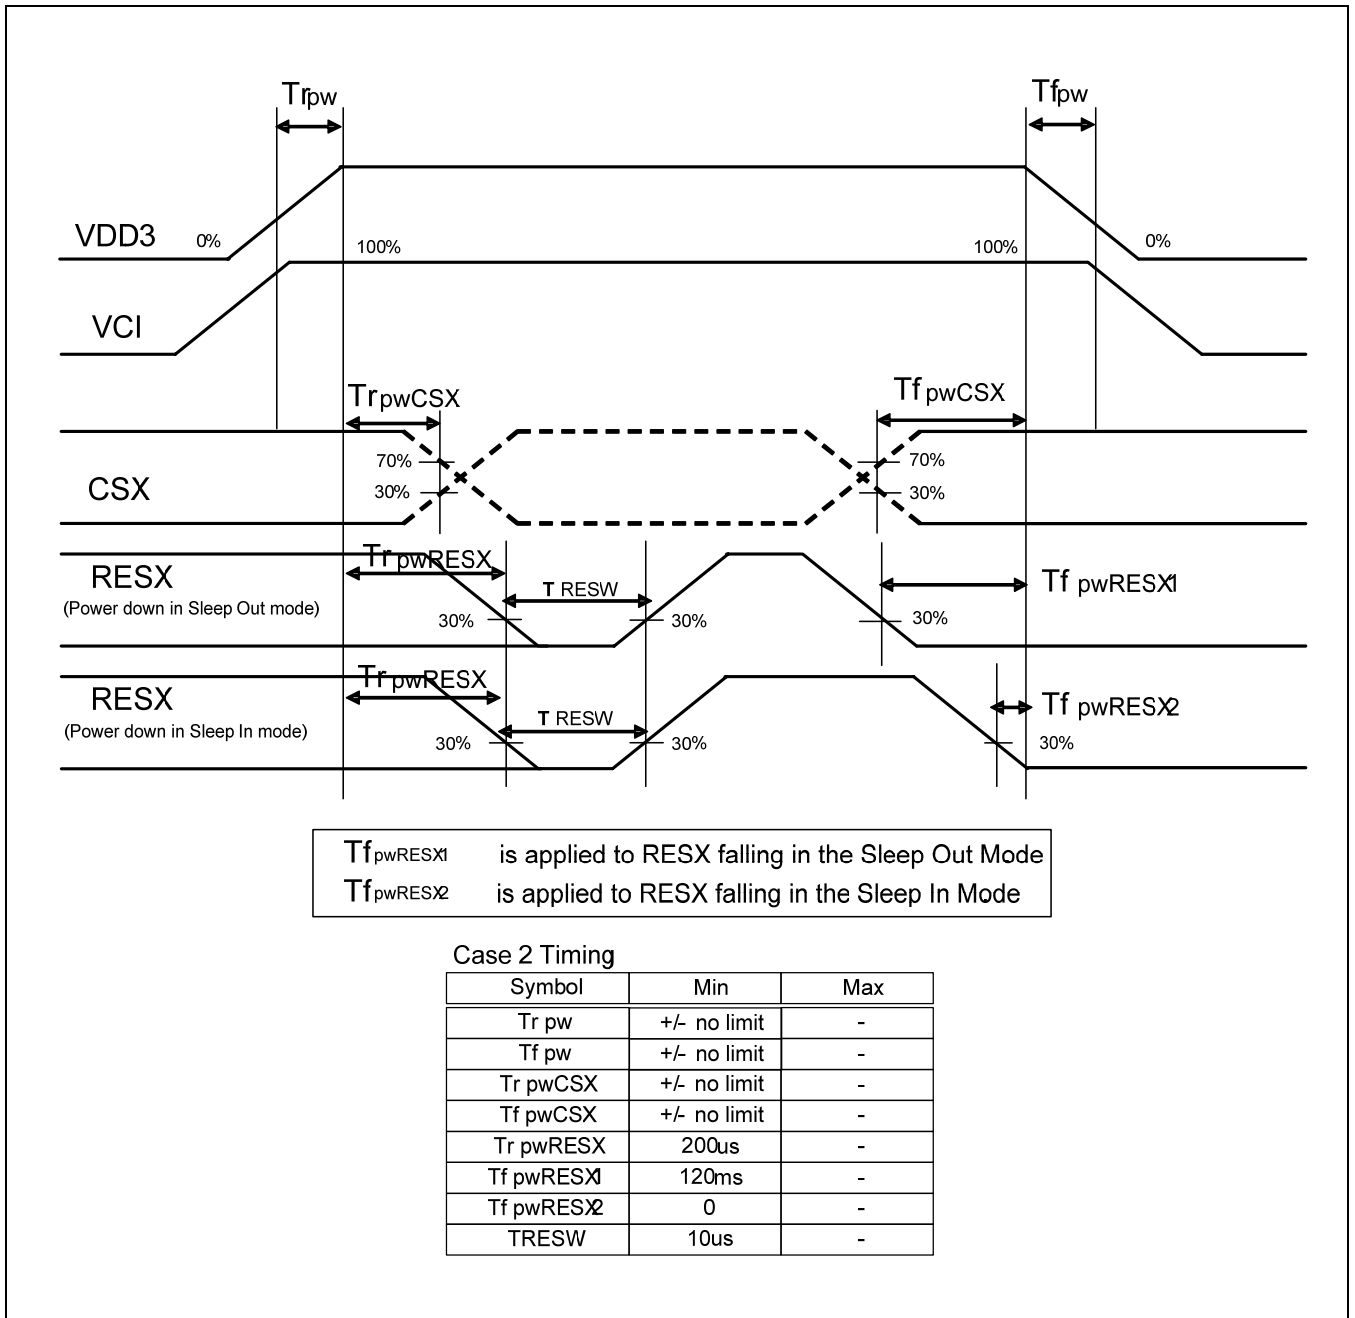 Trpw
Tfpw
VDD3
0%
100%
100%
0%
VCI
TrpwCSX
Tf pwCSX
CSX
70%
30%
70%
30%
RESX
(Power down in Sleep Out mode)
Tr pwRESX
T RESW
30%
30%
30%
Tf pwRESX1
RESX
(Power down in Sleep In mode)
Tr pwRESX
T RESW
30%
30%
30%
Tf pwRESX2
TfpwRESX1 is applied to RESX falling in the Sleep Out Mode
TfpwRESX2 is applied to RESX falling in the Sleep In Mode
Case 2 Timing
Symbol Min Max
Tr pw +/- no limit -
Tf pw +/- no limit -
Tr pwCSX +/- no limit -
Tf pwCSX +/- no limit -
Tr pwRESX 200us -
Tf pwRESX1 120ms -
Tf pwRESX2 0 -
TRESW 10us -